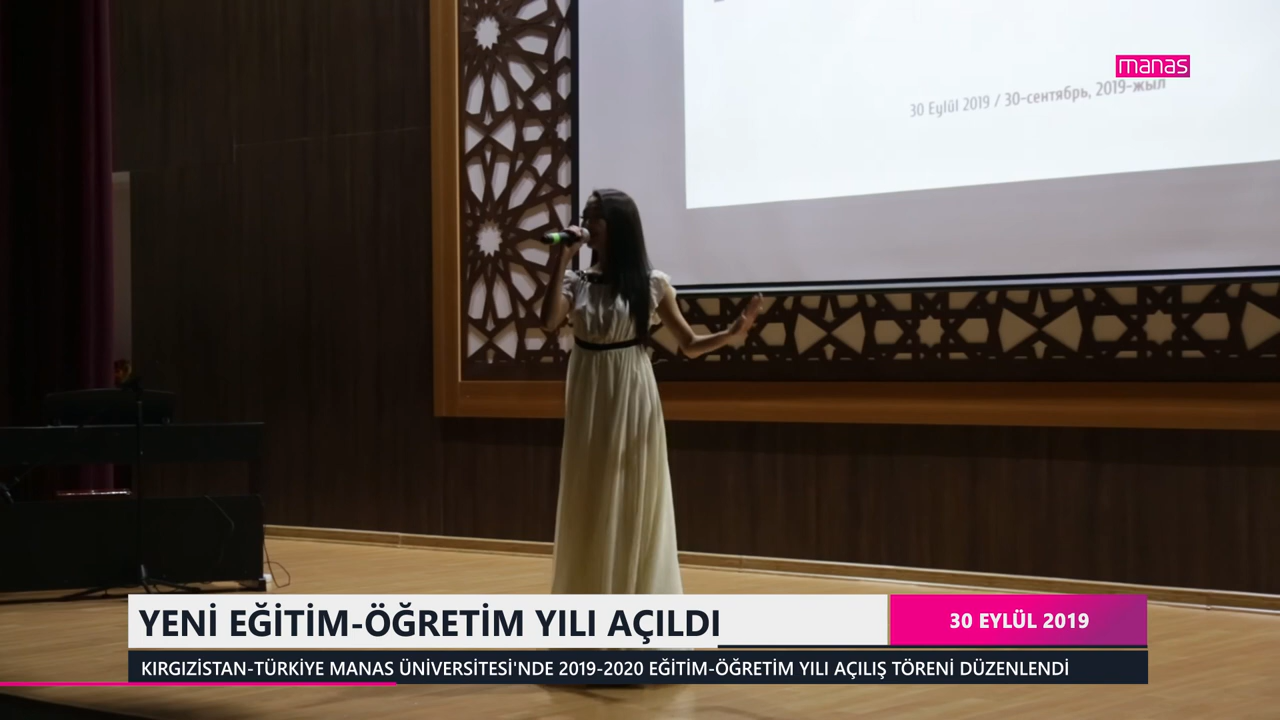 manas
30 Eylül 2019 / 30-сентябрь, 2019-жыл
YENİ EĞİTİM-ÖĞRETİM YILI AÇILDI
30 EYLÜL 2019
KIRGIZİSTAN-TÜRKİYE MANAS ÜNİVERSİTESİ'NDE 2019-2020 EĞİTİM-ÖĞRETİM YILI AÇILIŞ TÖRENİ DÜZENLENDİ